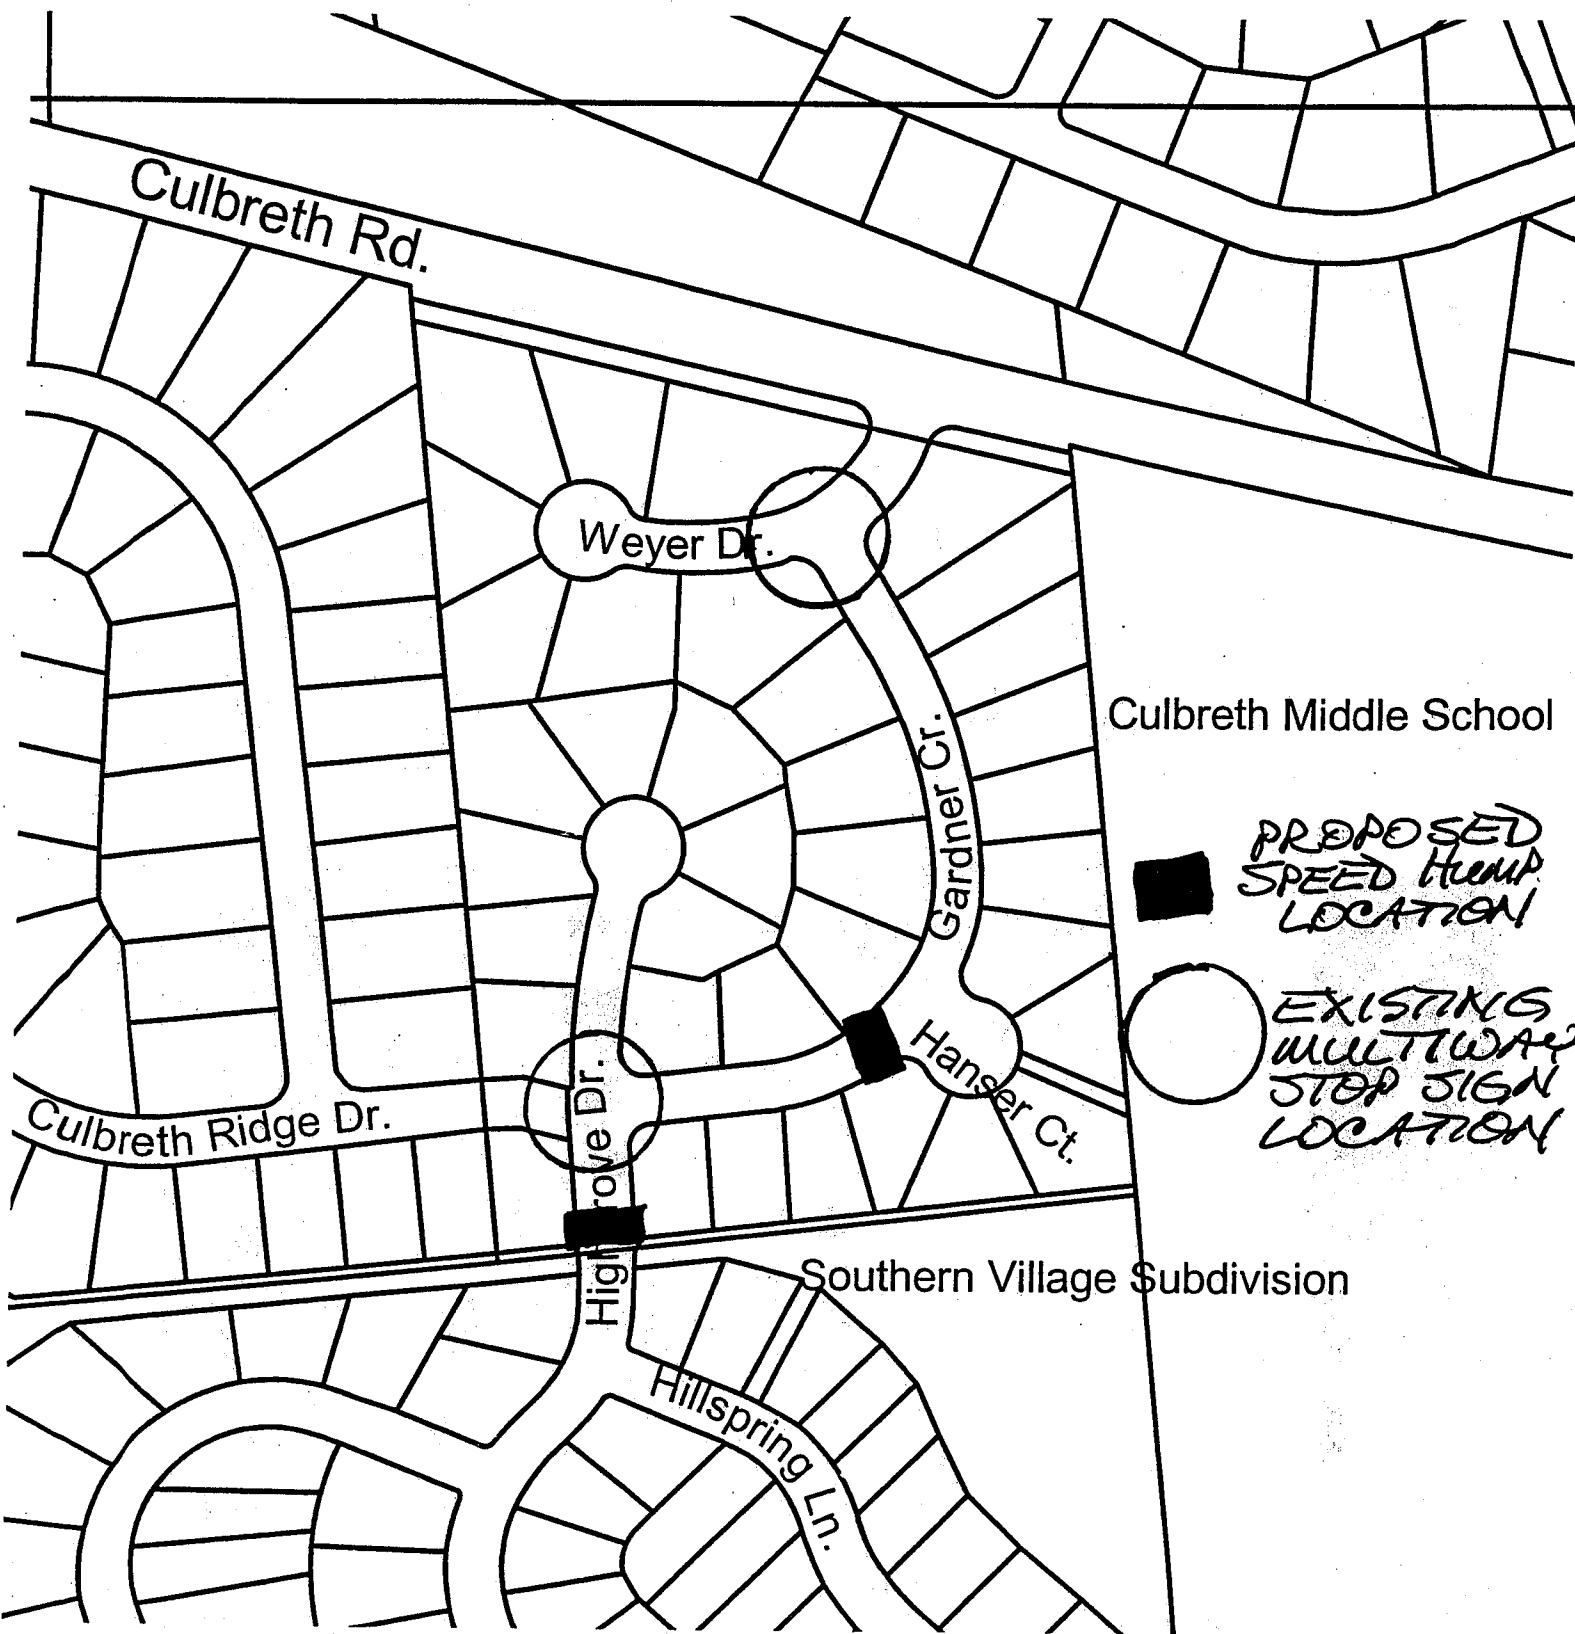 Culbreth Rd.
Weyer Dr.
Gardner Cr.
Culbreth Middle School
PROPOSED
SPEED HUMP
LOCATION
EXISTING
MULTIWAY
STOP SIGN
LOCATION
Hanser Ct.
Culbreth Ridge Dr.
Dr.
Southern Village Subdivision
Hillspring Ln.